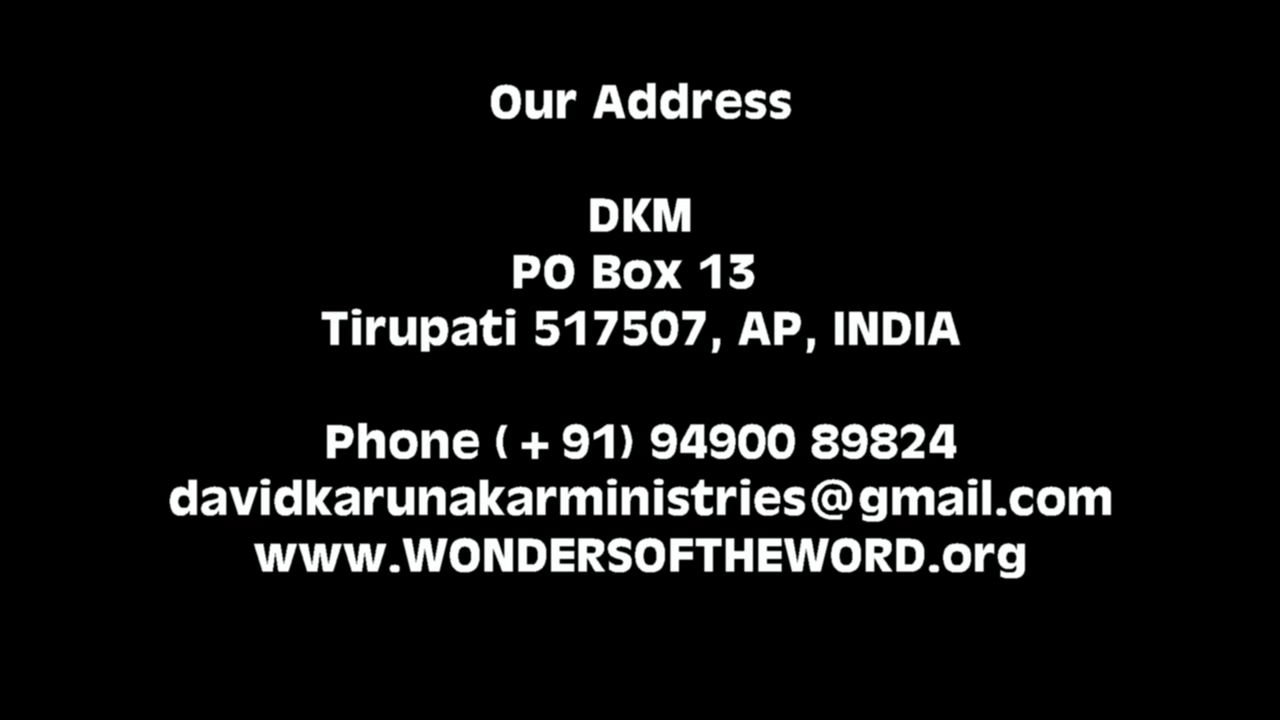 Our Address
DKM
PO Box 13
Tirupati 517507, AP, INDIA
Phone ( + 91) 94900 89824
davidkarunakarministries@gmail.com
www.WONDERSOFTHEWORD.org